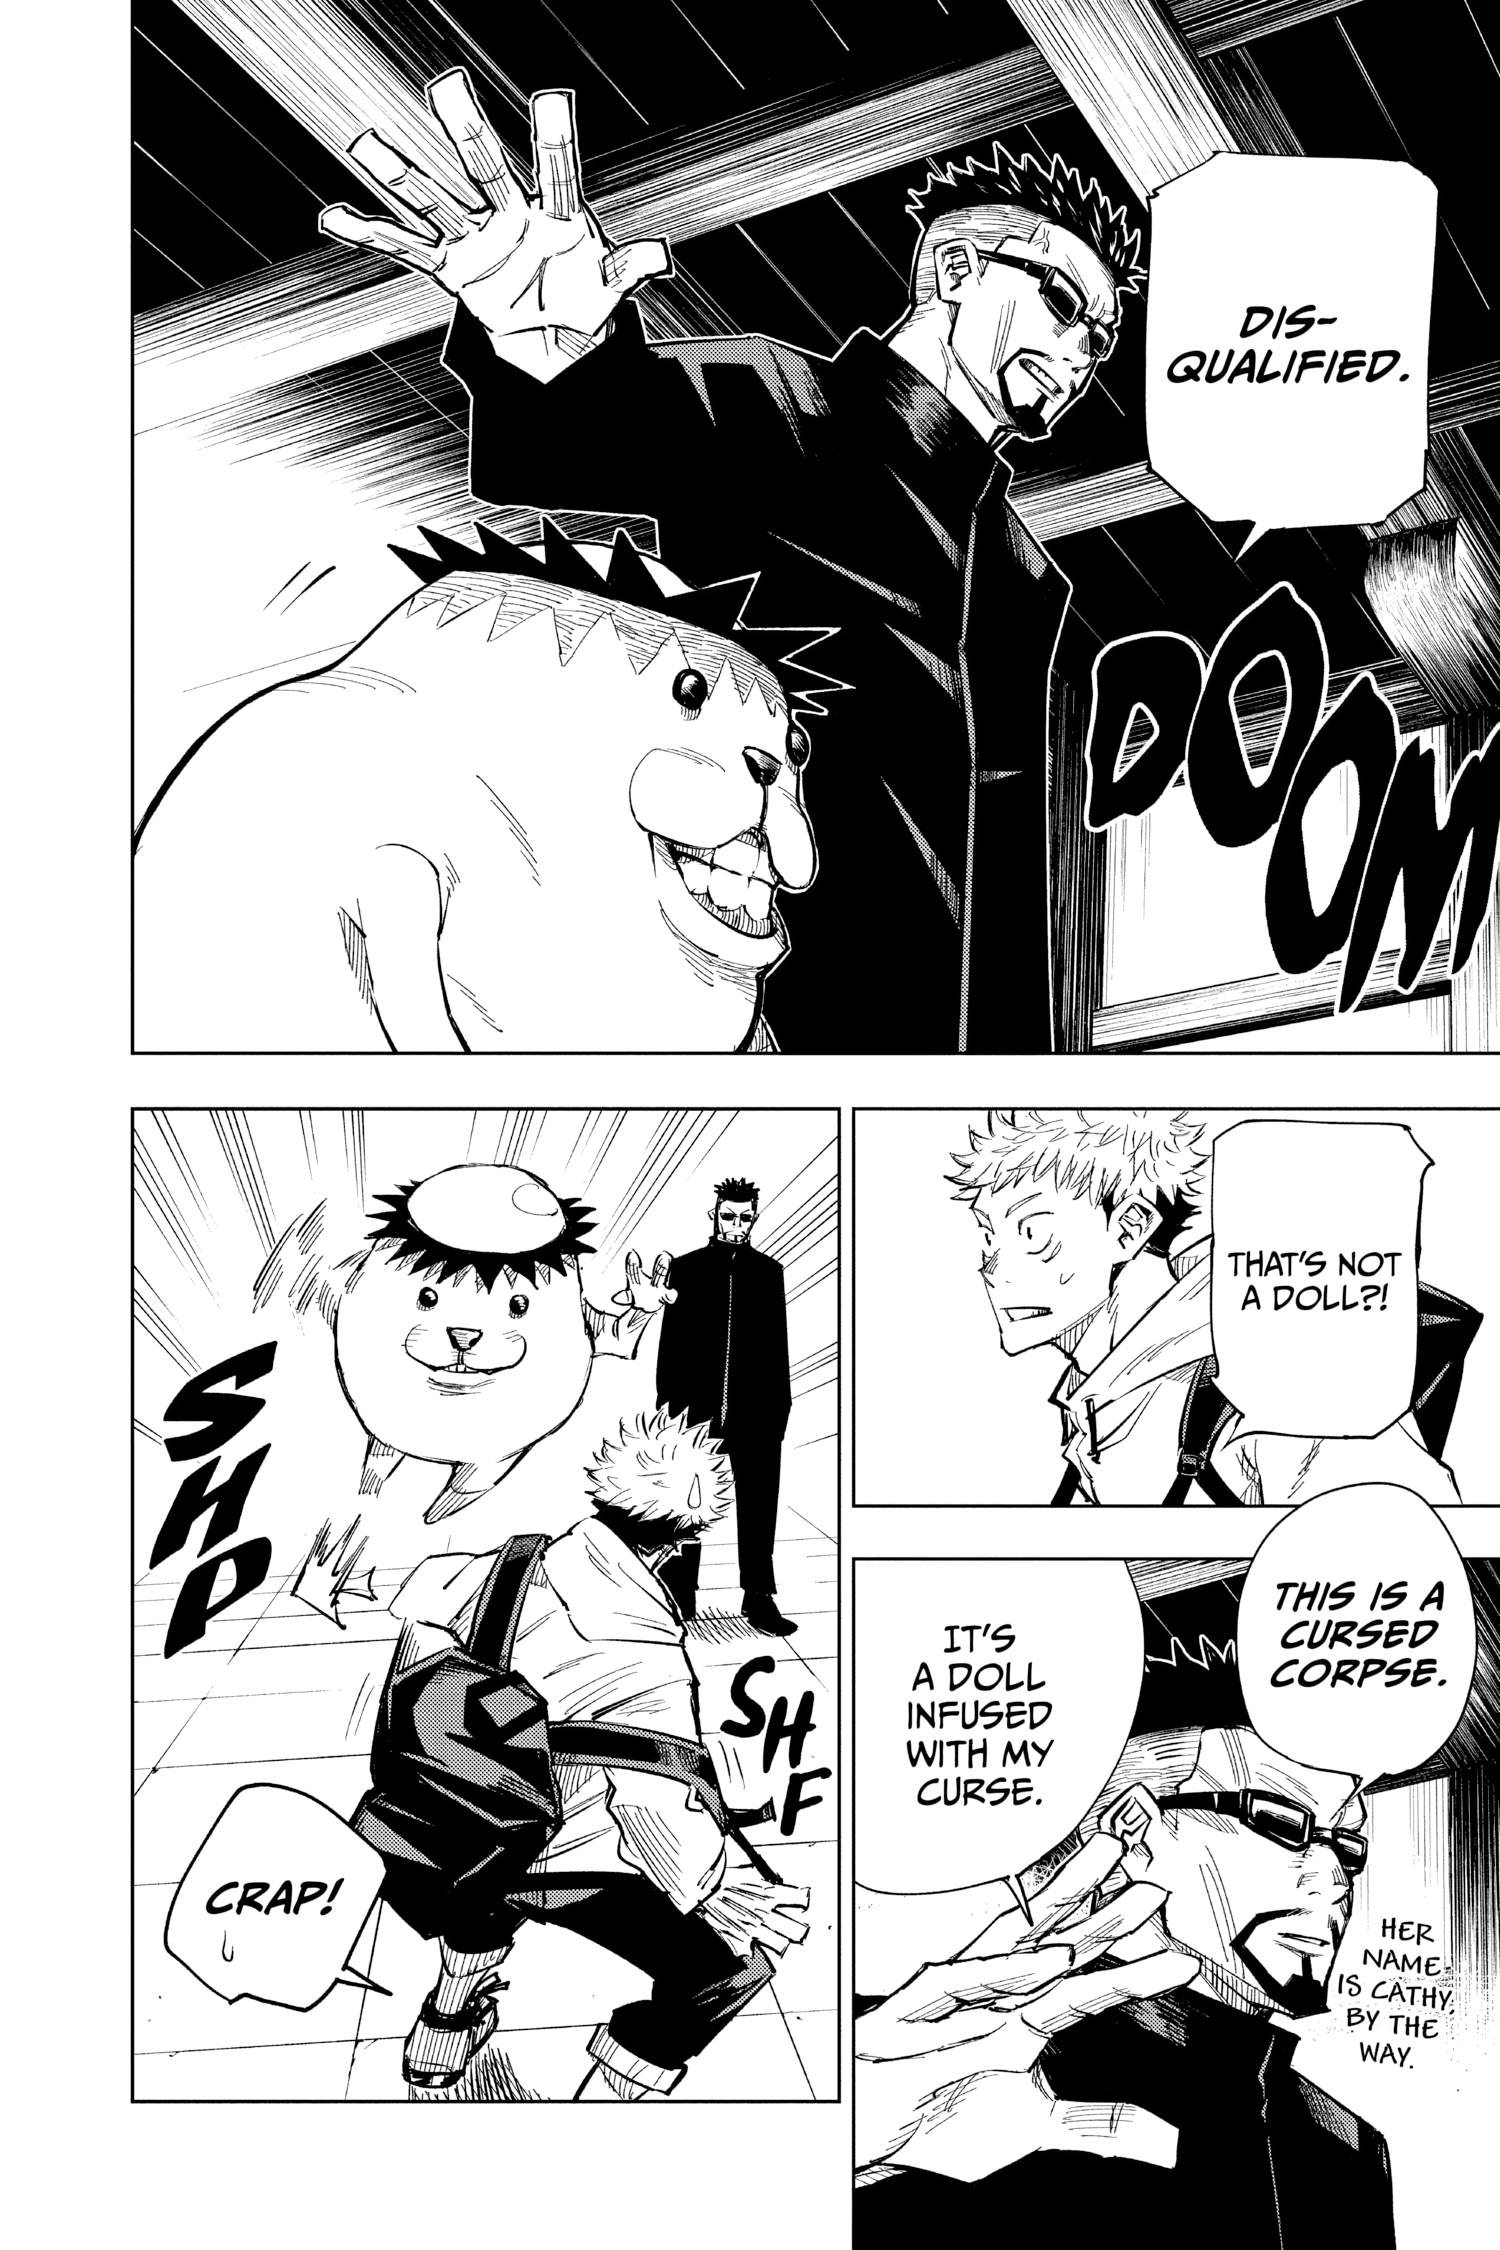 DIS-
QUALIFIED.
DOOM
THAT'S NOT
A DOLL?!
THIS IS A
CURSED
CORPSE.
IT'S
A DOLL
INFUSED
WITH MY
CURSE.
HER
NAME
IS CATHY,
BY THE
WAY.
SHP
SHF
CRAP!